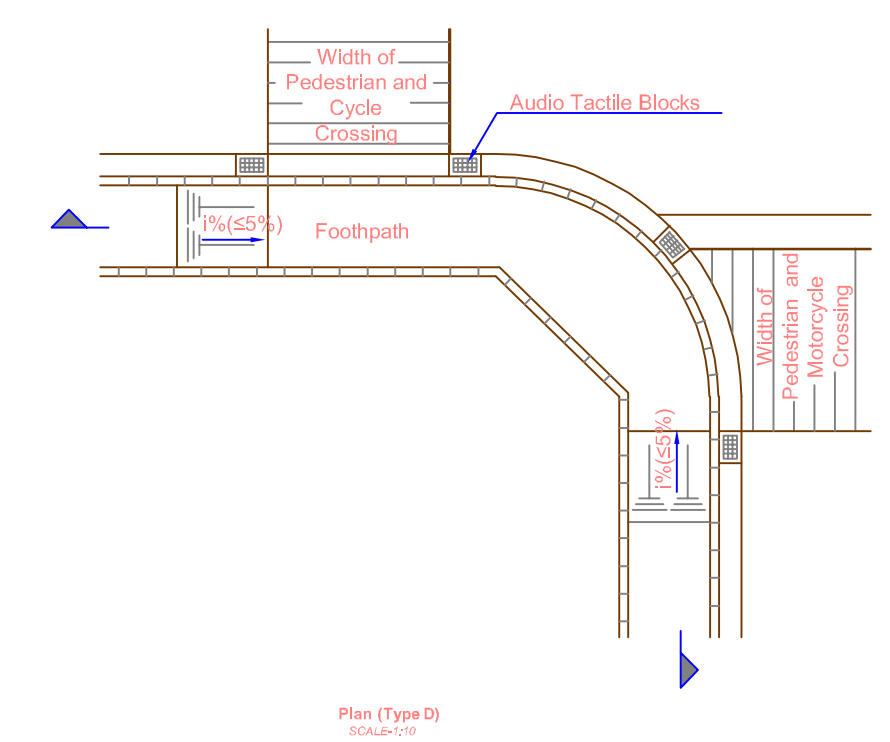 Width of
Pedestrian and
Cycle
Crossing
Audio Tactile Blocks
i%(≤5%)
Foothpath
Width of
Pedestrian and
Motorcycle
Crossing
i%(≤5%)
Plan (Type D)
SCALE-1:10